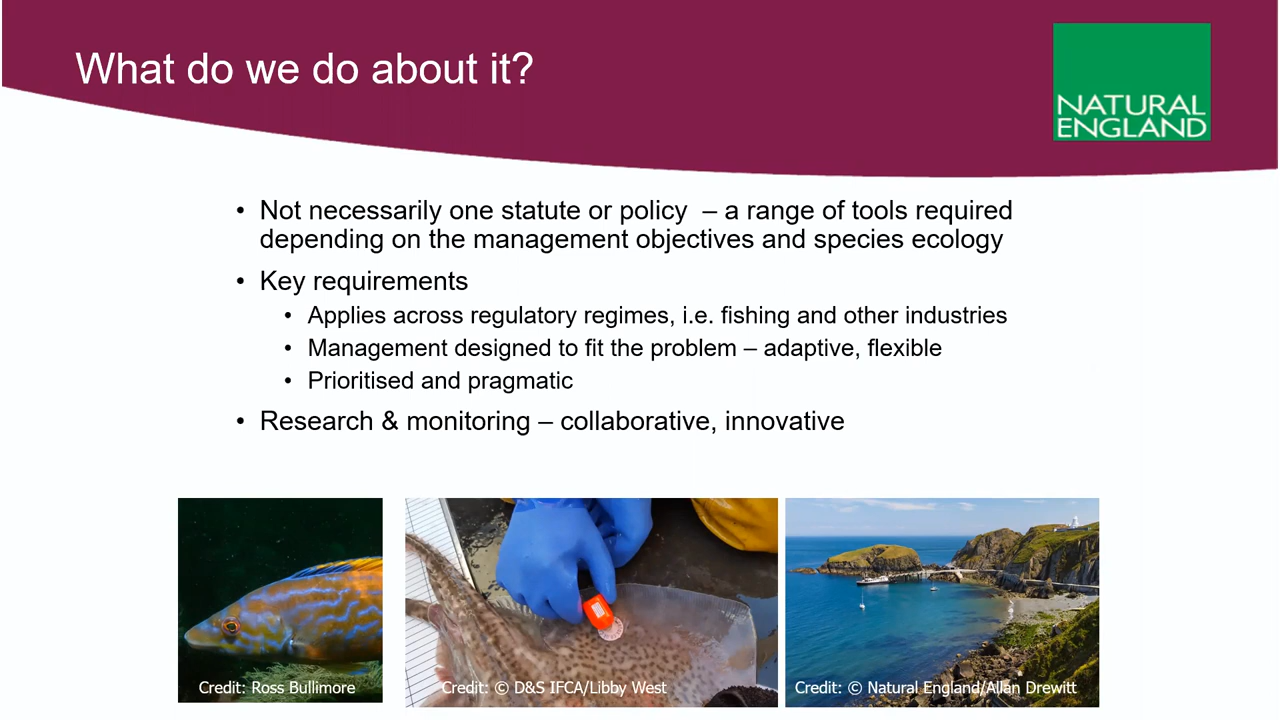 What do we do about it?
NATURAL
ENGLAND
• Not necessarily one statute or policy – a range of tools required
depending on the management objectives and species ecology
• Key requirements
• Applies across regulatory regimes, i.e. fishing and other industries
• Management designed to fit the problem – adaptive, flexible
• Prioritised and pragmatic
• Research & monitoring – collaborative, innovative
Credit: Ross Bullimore
Credit: © D&S IFCA/Libby West
Credit: © Natural England/Allan Drewitt